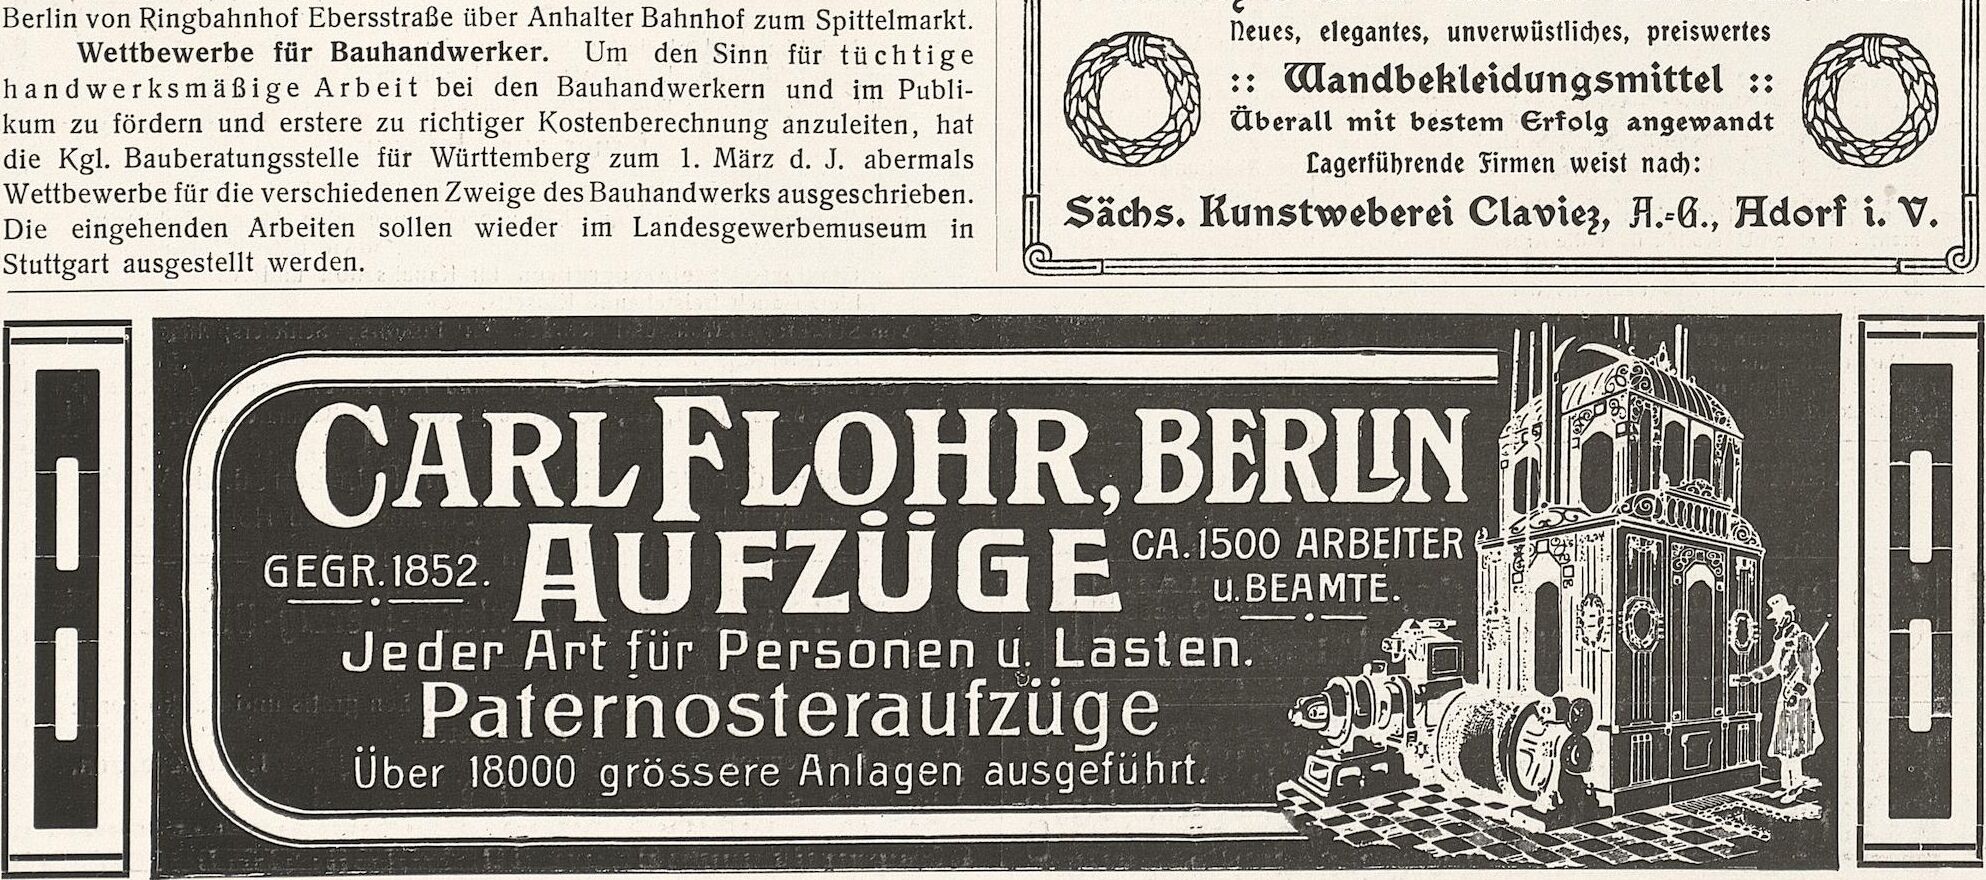 Berlin von Ringbahnhof Ebersstraße über Anhalter Bahnhof zum Spittelmarkt.
Wettbewerbe für Bauhandwerker. Um den Sinn für tüchtige
handwerksmäßige Arbeit bei den Bauhandwerkern und im Publi-
kum zu fördern und erstere zu richtiger Kostenberechnung anzuleiten, hat
die Kgl. Bauberatungsstelle für Württemberg zum 1. März d. J. abermals
Wettbewerbe für die verschiedenen Zweige des Bauhandwerks ausgeschrieben.
Die eingehenden Arbeiten sollen wieder im Landesgewerbemuseum in
Stuttgart ausgestellt werden.
Neues, elegantes, unverwüstliches, preiswertes
:: Wandbekleidungsmittel ::
Überall mit bestem Erfolg angewandt
Lagerführende Firmen weist nach:
Sächs. Kunstweberei Claviez, A.-G., Adorf i. V.
CARL FLOHR, BERLIN
GEGR. 1852. AUFZÜGE CA. 1500 ARBEITER
u. BEAMTE.
Jeder Art für Personen u. Lasten.
Paternosteraufzüge
Über 18000 grössere Anlagen ausgeführt.